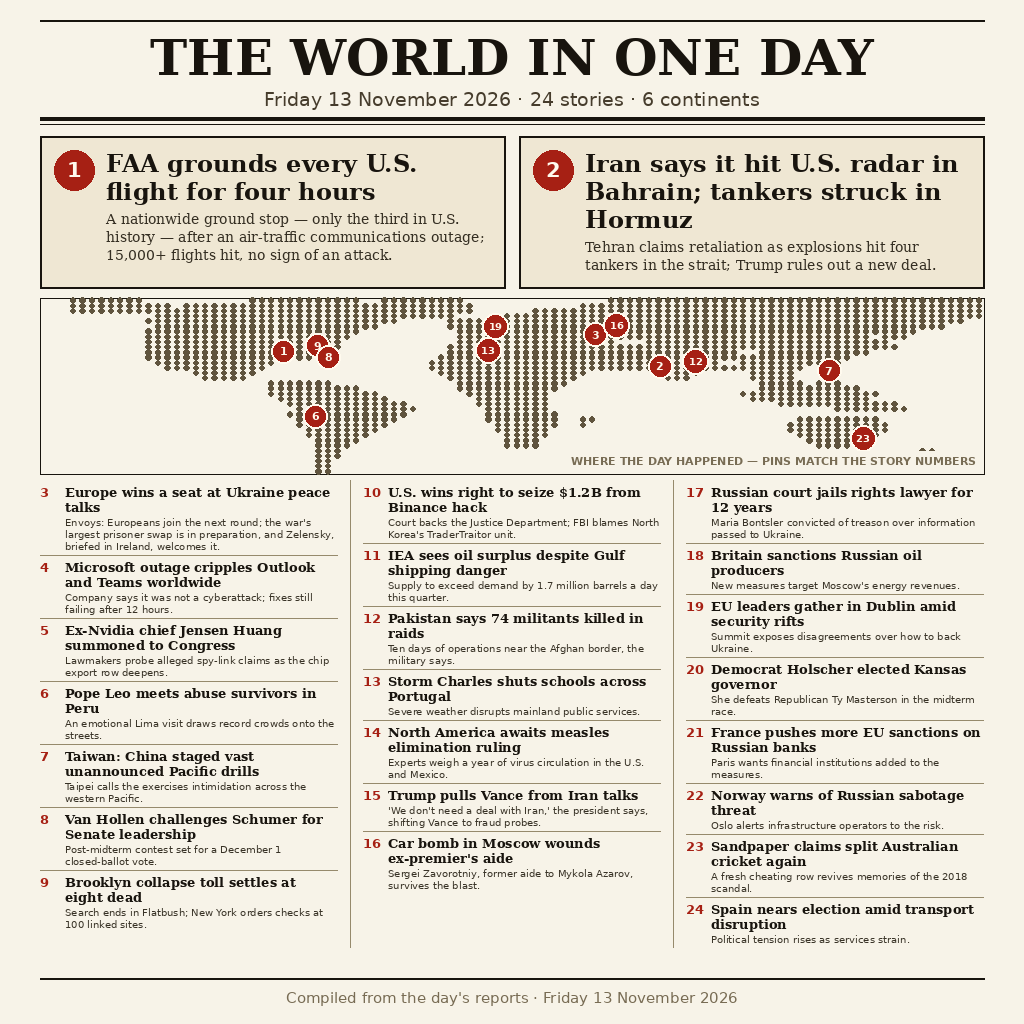 THE WORLD IN ONE DAY
Friday 13 November 2026 · 24 stories · 6 continents
1
FAA grounds every U.S.
flight for four hours
A nationwide ground stop — only the third in U.S.
history — after an air-traffic communications outage;
15,000+ flights hit, no sign of an attack.
2
Iran says it hit U.S. radar in
Bahrain; tankers struck in
Hormuz
Tehran claims retaliation as explosions hit four
tankers in the strait; Trump rules out a new deal.
19
16
3
9
1
13
8
12
2
7
6
23
WHERE THE DAY HAPPENED — PINS MATCH THE STORY NUMBERS
3 Europe wins a seat at Ukraine peace
talks
Envoys: Europeans join the next round; the war's
largest prisoner swap is in preparation, and Zelensky,
briefed in Ireland, welcomes it.
4 Microsoft outage cripples Outlook
and Teams worldwide
Company says it was not a cyberattack; fixes still
failing after 12 hours.
5 Ex-Nvidia chief Jensen Huang
summoned to Congress
Lawmakers probe alleged spy-link claims as the chip
export row deepens.
6 Pope Leo meets abuse survivors in
Peru
An emotional Lima visit draws record crowds onto the
streets.
7 Taiwan: China staged vast
unannounced Pacific drills
Taipei calls the exercises intimidation across the
western Pacific.
8 Van Hollen challenges Schumer for
Senate leadership
Post-midterm contest set for a December 1
closed-ballot vote.
9 Brooklyn collapse toll settles at
eight dead
Search ends in Flatbush; New York orders checks at
100 linked sites.
10 U.S. wins right to seize $1.2B from
Binance hack
Court backs the Justice Department; FBI blames North
Korea's TraderTraitor unit.
11 IEA sees oil surplus despite Gulf
shipping danger
Supply to exceed demand by 1.7 million barrels a day
this quarter.
12 Pakistan says 74 militants killed in
raids
Ten days of operations near the Afghan border, the
military says.
13 Storm Charles shuts schools across
Portugal
Severe weather disrupts mainland public services.
14 North America awaits measles
elimination ruling
Experts weigh a year of virus circulation in the U.S.
and Mexico.
15 Trump pulls Vance from Iran talks
'We don't need a deal with Iran,' the president says,
shifting Vance to fraud probes.
16 Car bomb in Moscow wounds
ex-premier's aide
Sergei Zavorotniy, former aide to Mykola Azarov,
survives the blast.
17 Russian court jails rights lawyer for
12 years
Maria Bontsler convicted of treason over information
passed to Ukraine.
18 Britain sanctions Russian oil
producers
New measures target Moscow's energy revenues.
19 EU leaders gather in Dublin amid
security rifts
Summit exposes disagreements over how to back
Ukraine.
20 Democrat Holscher elected Kansas
governor
She defeats Republican Ty Masterson in the midterm
race.
21 France pushes more EU sanctions on
Russian banks
Paris wants financial institutions added to the
measures.
22 Norway warns of Russian sabotage
threat
Oslo alerts infrastructure operators to the risk.
23 Sandpaper claims split Australian
cricket again
A fresh cheating row revives memories of the 2018
scandal.
24 Spain nears election amid transport
disruption
Political tension rises as services strain.
Compiled from the day's reports · Friday 13 November 2026